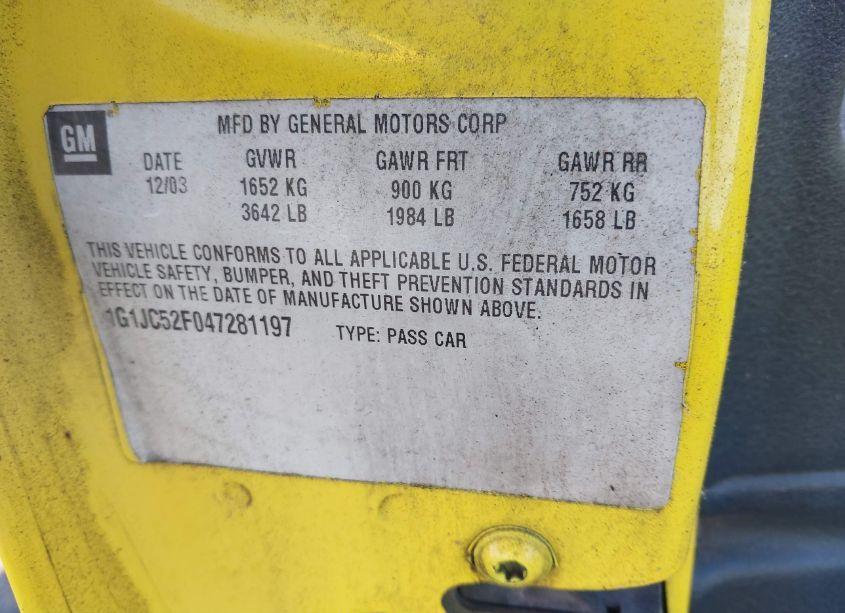 GM
MFD BY GENERAL MOTORS CORP
DATE GVWR GAWR FRT GAWR RR
12/03 1652 KG 900 KG 752 KG
3642 LB 1984 LB 1658 LB
THIS VEHICLE CONFORMS TO ALL APPLICABLE U.S. FEDERAL MOTOR
VEHICLE SAFETY, BUMPER, AND THEFT PREVENTION STANDARDS IN
EFFECT ON THE DATE OF MANUFACTURE SHOWN ABOVE.
1G1JC52F047281197 TYPE: PASS CAR